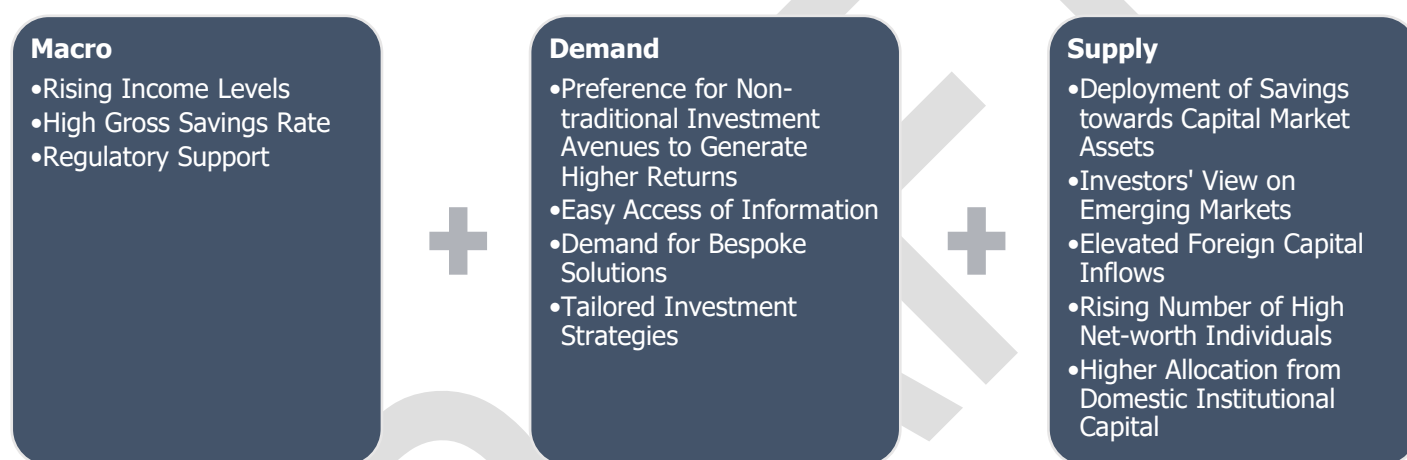 Macro
•Rising Income Levels
•High Gross Savings Rate
•Regulatory Support
Demand
•Preference for Non-
traditional Investment
Avenues to Generate
Higher Returns
•Easy Access of Information
•Demand for Bespoke
Solutions
•Tailored Investment
Strategies
Supply
•Deployment of Savings
towards Capital Market
Assets
•Investors' View on
Emerging Markets
•Elevated Foreign Capital
Inflows
•Rising Number of High
Net-worth Individuals
•Higher Allocation from
Domestic Institutional
Capital